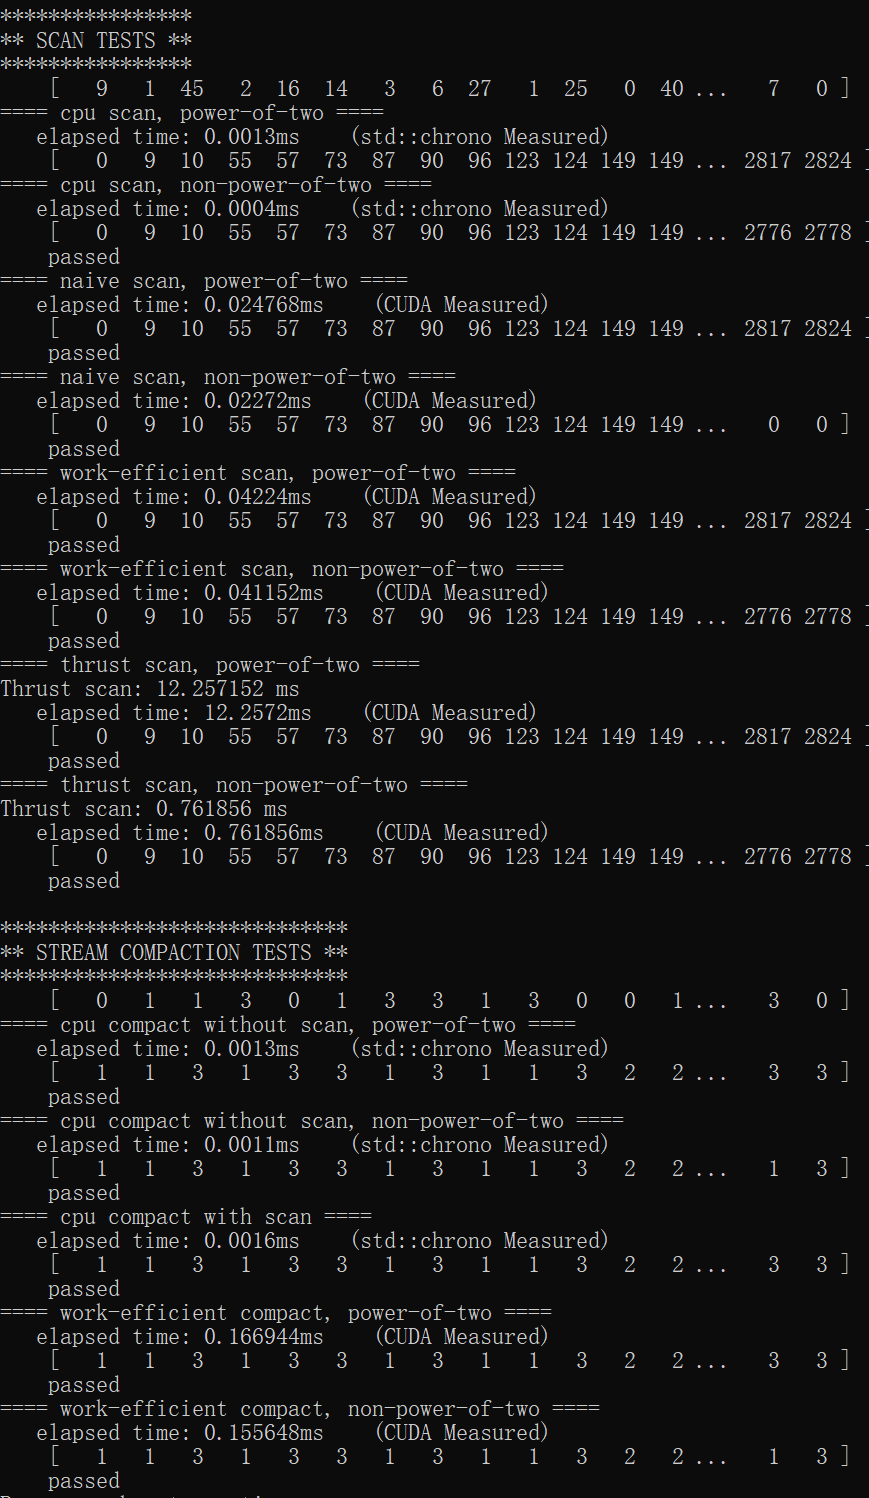 ****************
** SCAN TESTS **
****************
    [   9   1  45   2  16  14   3   6  27   1  25   0  40 ...   7   0 ]
==== cpu scan, power-of-two ====
   elapsed time: 0.0013ms    (std::chrono Measured)
    [   0   9  10  55  57  73  87  90  96 123 124 149 149 ... 2817 2824 ]
==== cpu scan, non-power-of-two ====
   elapsed time: 0.0004ms    (std::chrono Measured)
    [   0   9  10  55  57  73  87  90  96 123 124 149 149 ... 2776 2778 ]
    passed
==== naive scan, power-of-two ====
   elapsed time: 0.024768ms    (CUDA Measured)
    [   0   9  10  55  57  73  87  90  96 123 124 149 149 ... 2817 2824 ]
    passed
==== naive scan, non-power-of-two ====
   elapsed time: 0.02272ms    (CUDA Measured)
    [   0   9  10  55  57  73  87  90  96 123 124 149 149 ...   0   0 ]
    passed
==== work-efficient scan, power-of-two ====
   elapsed time: 0.04224ms    (CUDA Measured)
    [   0   9  10  55  57  73  87  90  96 123 124 149 149 ... 2817 2824 ]
    passed
==== work-efficient scan, non-power-of-two ====
   elapsed time: 0.041152ms    (CUDA Measured)
    [   0   9  10  55  57  73  87  90  96 123 124 149 149 ... 2776 2778 ]
    passed
==== thrust scan, power-of-two ====
Thrust scan: 12.257152 ms
   elapsed time: 12.2572ms    (CUDA Measured)
    [   0   9  10  55  57  73  87  90  96 123 124 149 149 ... 2817 2824 ]
    passed
==== thrust scan, non-power-of-two ====
Thrust scan: 0.761856 ms
   elapsed time: 0.761856ms    (CUDA Measured)
    [   0   9  10  55  57  73  87  90  96 123 124 149 149 ... 2776 2778 ]
    passed

*****************************
** STREAM COMPACTION TESTS **
*****************************
    [   0   1   1   3   0   1   3   3   1   3   0   0   1 ...   3   0 ]
==== cpu compact without scan, power-of-two ====
   elapsed time: 0.0013ms    (std::chrono Measured)
    [   1   1   3   1   3   3   1   3   1   1   3   2   2 ...   3   3 ]
    passed
==== cpu compact without scan, non-power-of-two ====
   elapsed time: 0.0011ms    (std::chrono Measured)
    [   1   1   3   1   3   3   1   3   1   1   3   2   2 ...   1   3 ]
    passed
==== cpu compact with scan ====
   elapsed time: 0.0016ms    (std::chrono Measured)
    [   1   1   3   1   3   3   1   3   1   1   3   2   2 ...   3   3 ]
    passed
==== work-efficient compact, power-of-two ====
   elapsed time: 0.166944ms    (CUDA Measured)
    [   1   1   3   1   3   3   1   3   1   1   3   2   2 ...   3   3 ]
    passed
==== work-efficient compact, non-power-of-two ====
   elapsed time: 0.155648ms    (CUDA Measured)
    [   1   1   3   1   3   3   1   3   1   1   3   2   2 ...   1   3 ]
    passed